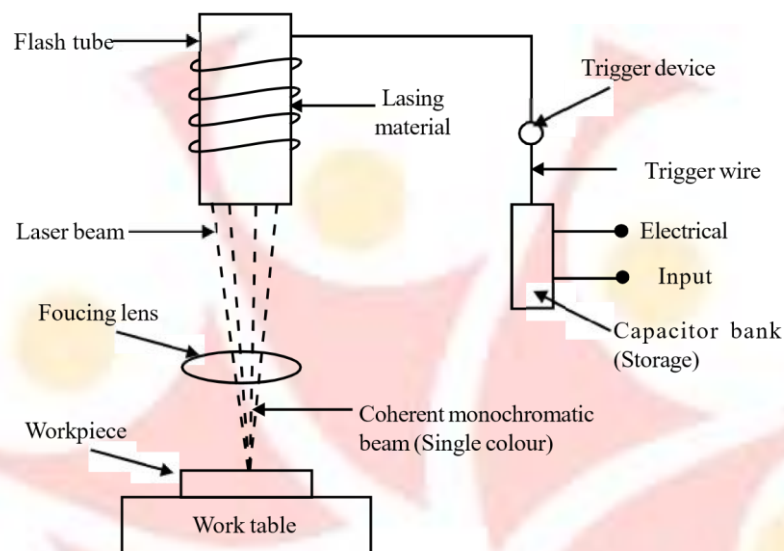 Flash tube
Trigger device
Lasing
material
Trigger wire
Laser beam
Electrical
Input
Foucing lens
Capacitor bank
(Storage)
Coherent monochromatic
beam (Single colour)
Workpiece
Work table